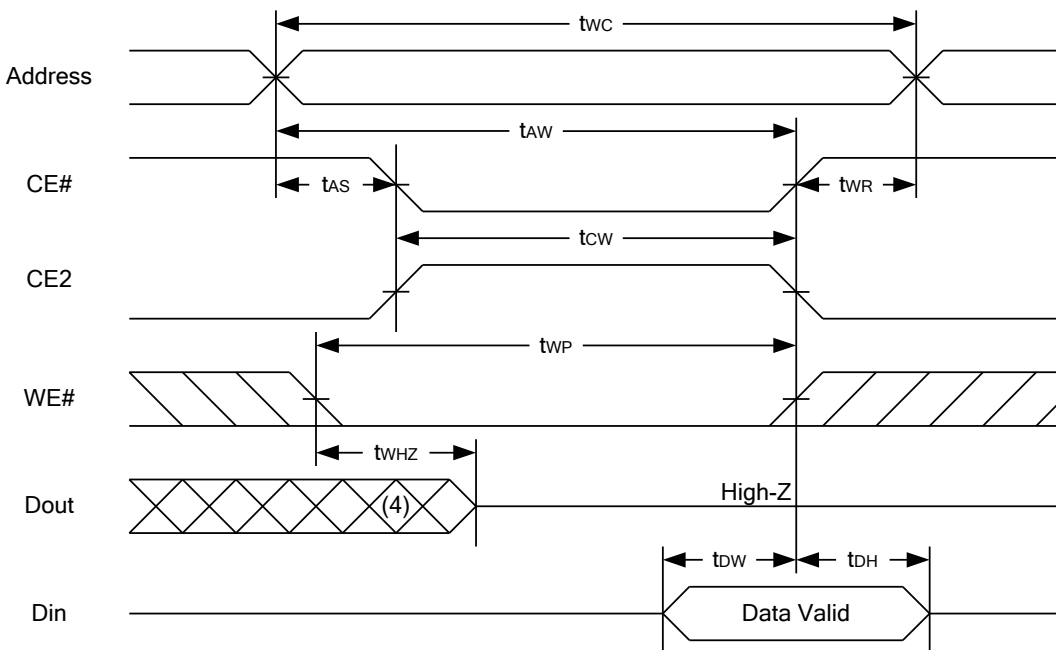 tWC
Address
tAW
CE#
tAS
tWR
tCW
CE2
tWP
WE#
tWHZ
Dout
(4)
High-Z
tDW
tDH
Din
Data Valid